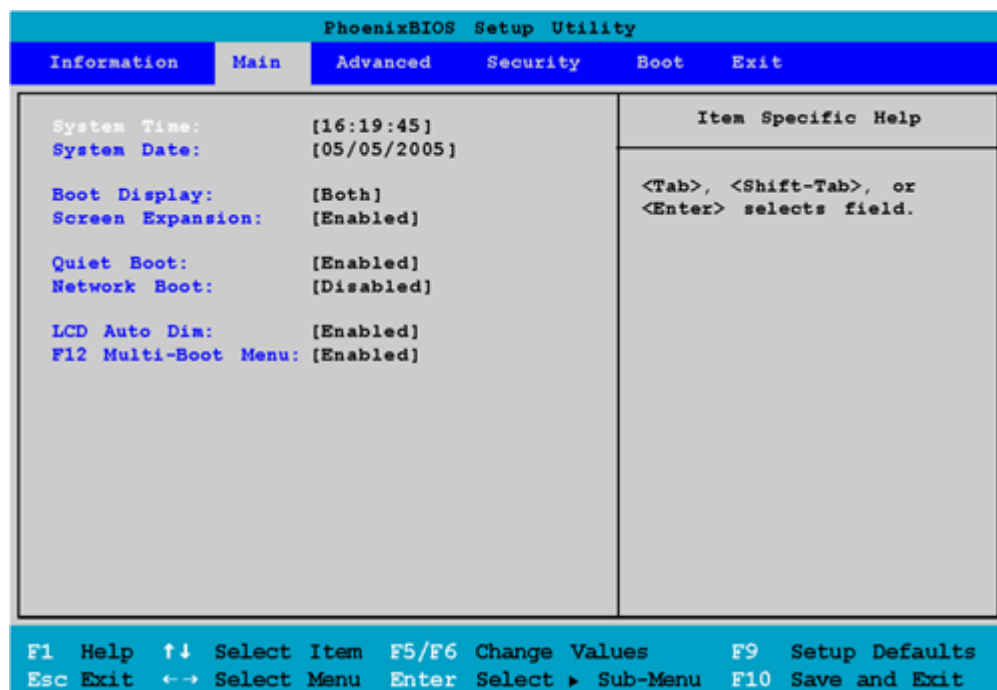 PhoenixBIOS Setup Utility
Information Main Advanced Security Boot Exit
System Time: [16:19:45]
System Date: [05/05/2005]
Boot Display: [Both]
Screen Expansion: [Enabled]
Quiet Boot: [Enabled]
Network Boot: [Disabled]
LCD Auto Dim: [Enabled]
F12 Multi-Boot Menu: [Enabled]
Item Specific Help
<Tab>, <Shift-Tab>, or
<Enter> selects field.
F1 Help ↑↓ Select Item F5/F6 Change Values F9 Setup Defaults
Esc Exit ←→ Select Menu Enter Select ▸ Sub-Menu F10 Save and Exit